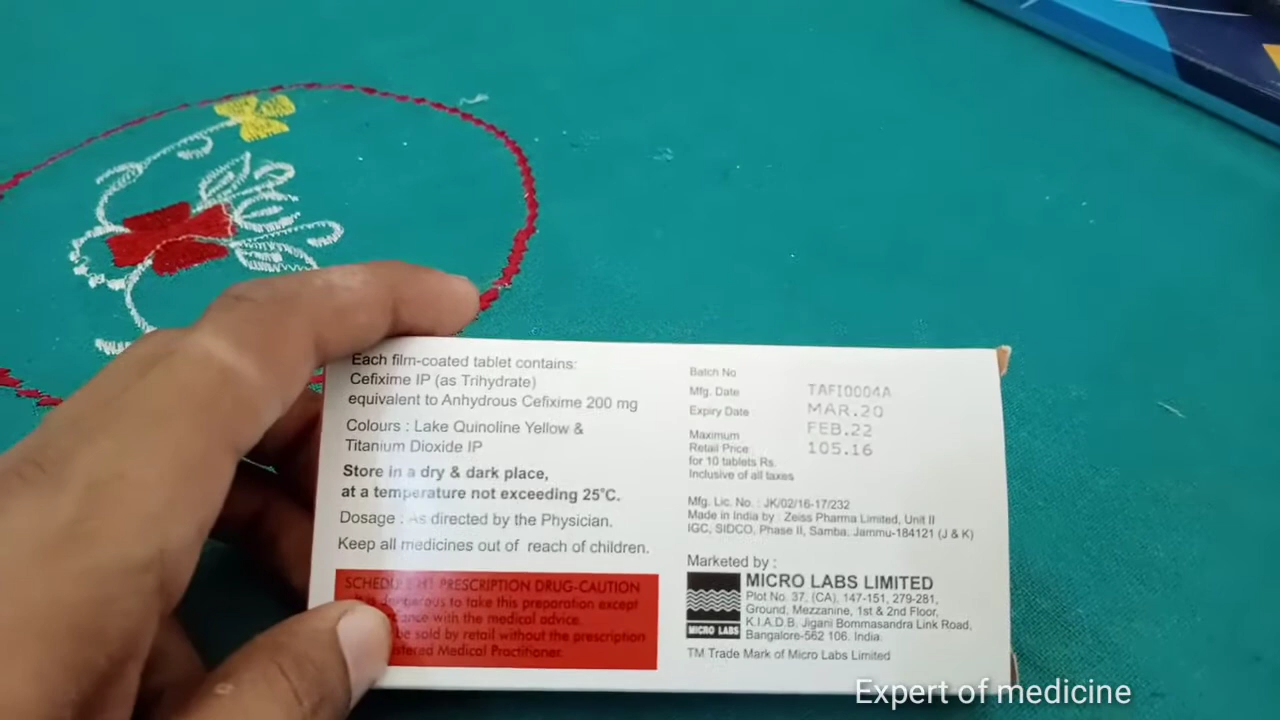 Each film-coated tablet contains:
Cefixime IP (as Trihydrate)
equivalent to Anhydrous Cefixime 200 mg
Colours : Lake Quinoline Yellow &
Titanium Dioxide IP
Store in a dry & dark place,
at a temperature not exceeding 25°C.
Dosage : As directed by the Physician.
Keep all medicines out of reach of children.
SCHEDULE H1 PRESCRIPTION DRUG-CAUTION
It is dangerous to take this preparation except
with the medical advice.
be sold by retail without the prescription
Medical Practitioner.
Batch No
Mfg. Date TAFI0004A
Expiry Date MAR.20
FEB.22
Maximum
Retail Price 105.16
for 10 tablets Rs.
Inclusive of all taxes
Mfg. Lic. No. : JK/02/16-17/232
Made in India by : Zeiss Pharma Limited, Unit II
IGC, SIDCO, Phase II, Samba, Jammu-184121 (J & K)
Marketed by :
MICRO LABS LIMITED
MICRO LABS
Plot No. 37, (CA), 147-151, 279-281,
Ground, Mezzanine, 1st & 2nd Floor,
K.I.A.D.B. Jigani Bommasandra Link Road,
Bangalore-562 106. India.
TM Trade Mark of Micro Labs Limited
Expert of medicine